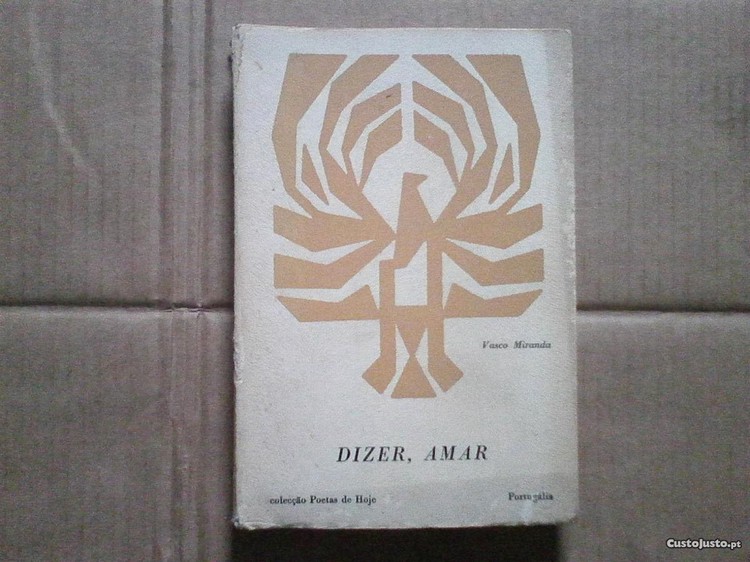 Vasco Miranda
DIZER, AMAR
colecção Poetas de Hoje
Portugália
CustoJusto.pt